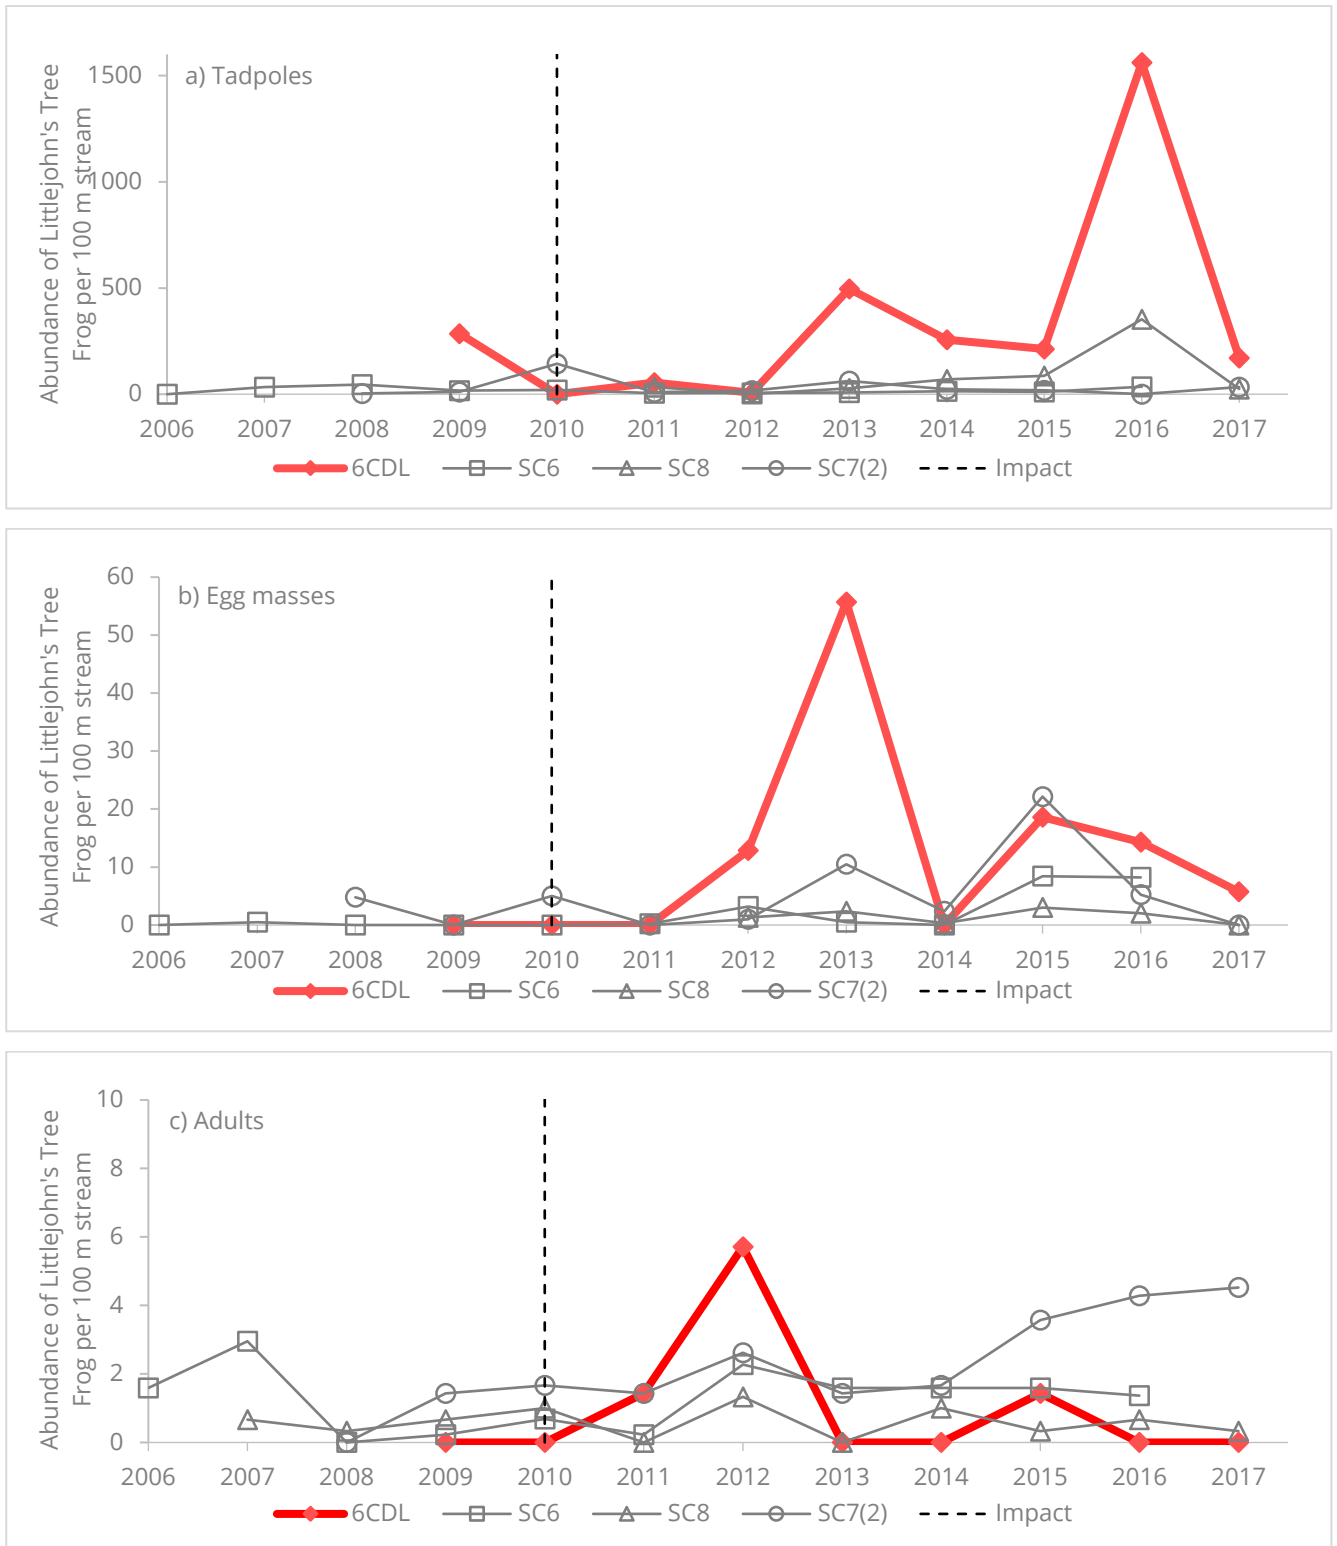 a) Tadpoles
Abundance of Littlejohn's Tree
Frog per 100 m stream
1500
1000
500
0
2006 2007 2008 2009 2010 2011 2012 2013 2014 2015 2016 2017
6CDL SC6 SC8 SC7(2) Impact
b) Egg masses
Abundance of Littlejohn's Tree
Frog per 100 m stream
60
50
40
30
20
10
0
2006 2007 2008 2009 2010 2011 2012 2013 2014 2015 2016 2017
6CDL SC6 SC8 SC7(2) Impact
c) Adults
Abundance of Littlejohn's Tree
Frog per 100 m stream
10
8
6
4
2
0
2006 2007 2008 2009 2010 2011 2012 2013 2014 2015 2016 2017
6CDL SC6 SC8 SC7(2) Impact